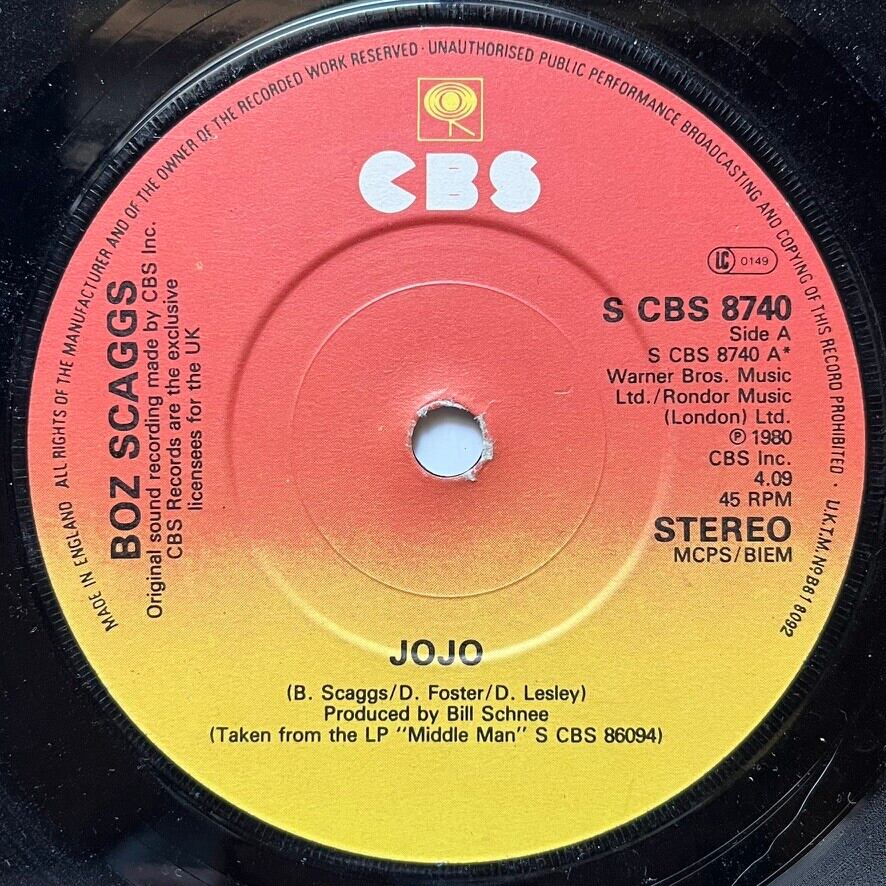 MADE IN ENGLAND ALL RIGHTS OF THE MANUFACTURER AND OF THE OWNER OF THE RECORDED WORK RESERVED · UNAUTHORISED PUBLIC PERFORMANCE BROADCASTING AND COPYING OF THIS RECORD PROHIBITED · U.K.T.M. No B618092
CBS
LC 0149
BOZ SCAGGS
Original sound recording made by CBS Inc.
CBS Records are the exclusive
licensees for the UK
S CBS 8740
Side A
S CBS 8740 A*
Warner Bros. Music
Ltd./Rondor Music
(London) Ltd.
℗ 1980
CBS Inc.
4.09
45 RPM
STEREO
MCPS/BIEM
JOJO
(B. Scaggs/D. Foster/D. Lesley)
Produced by Bill Schnee
(Taken from the LP "Middle Man" S CBS 86094)